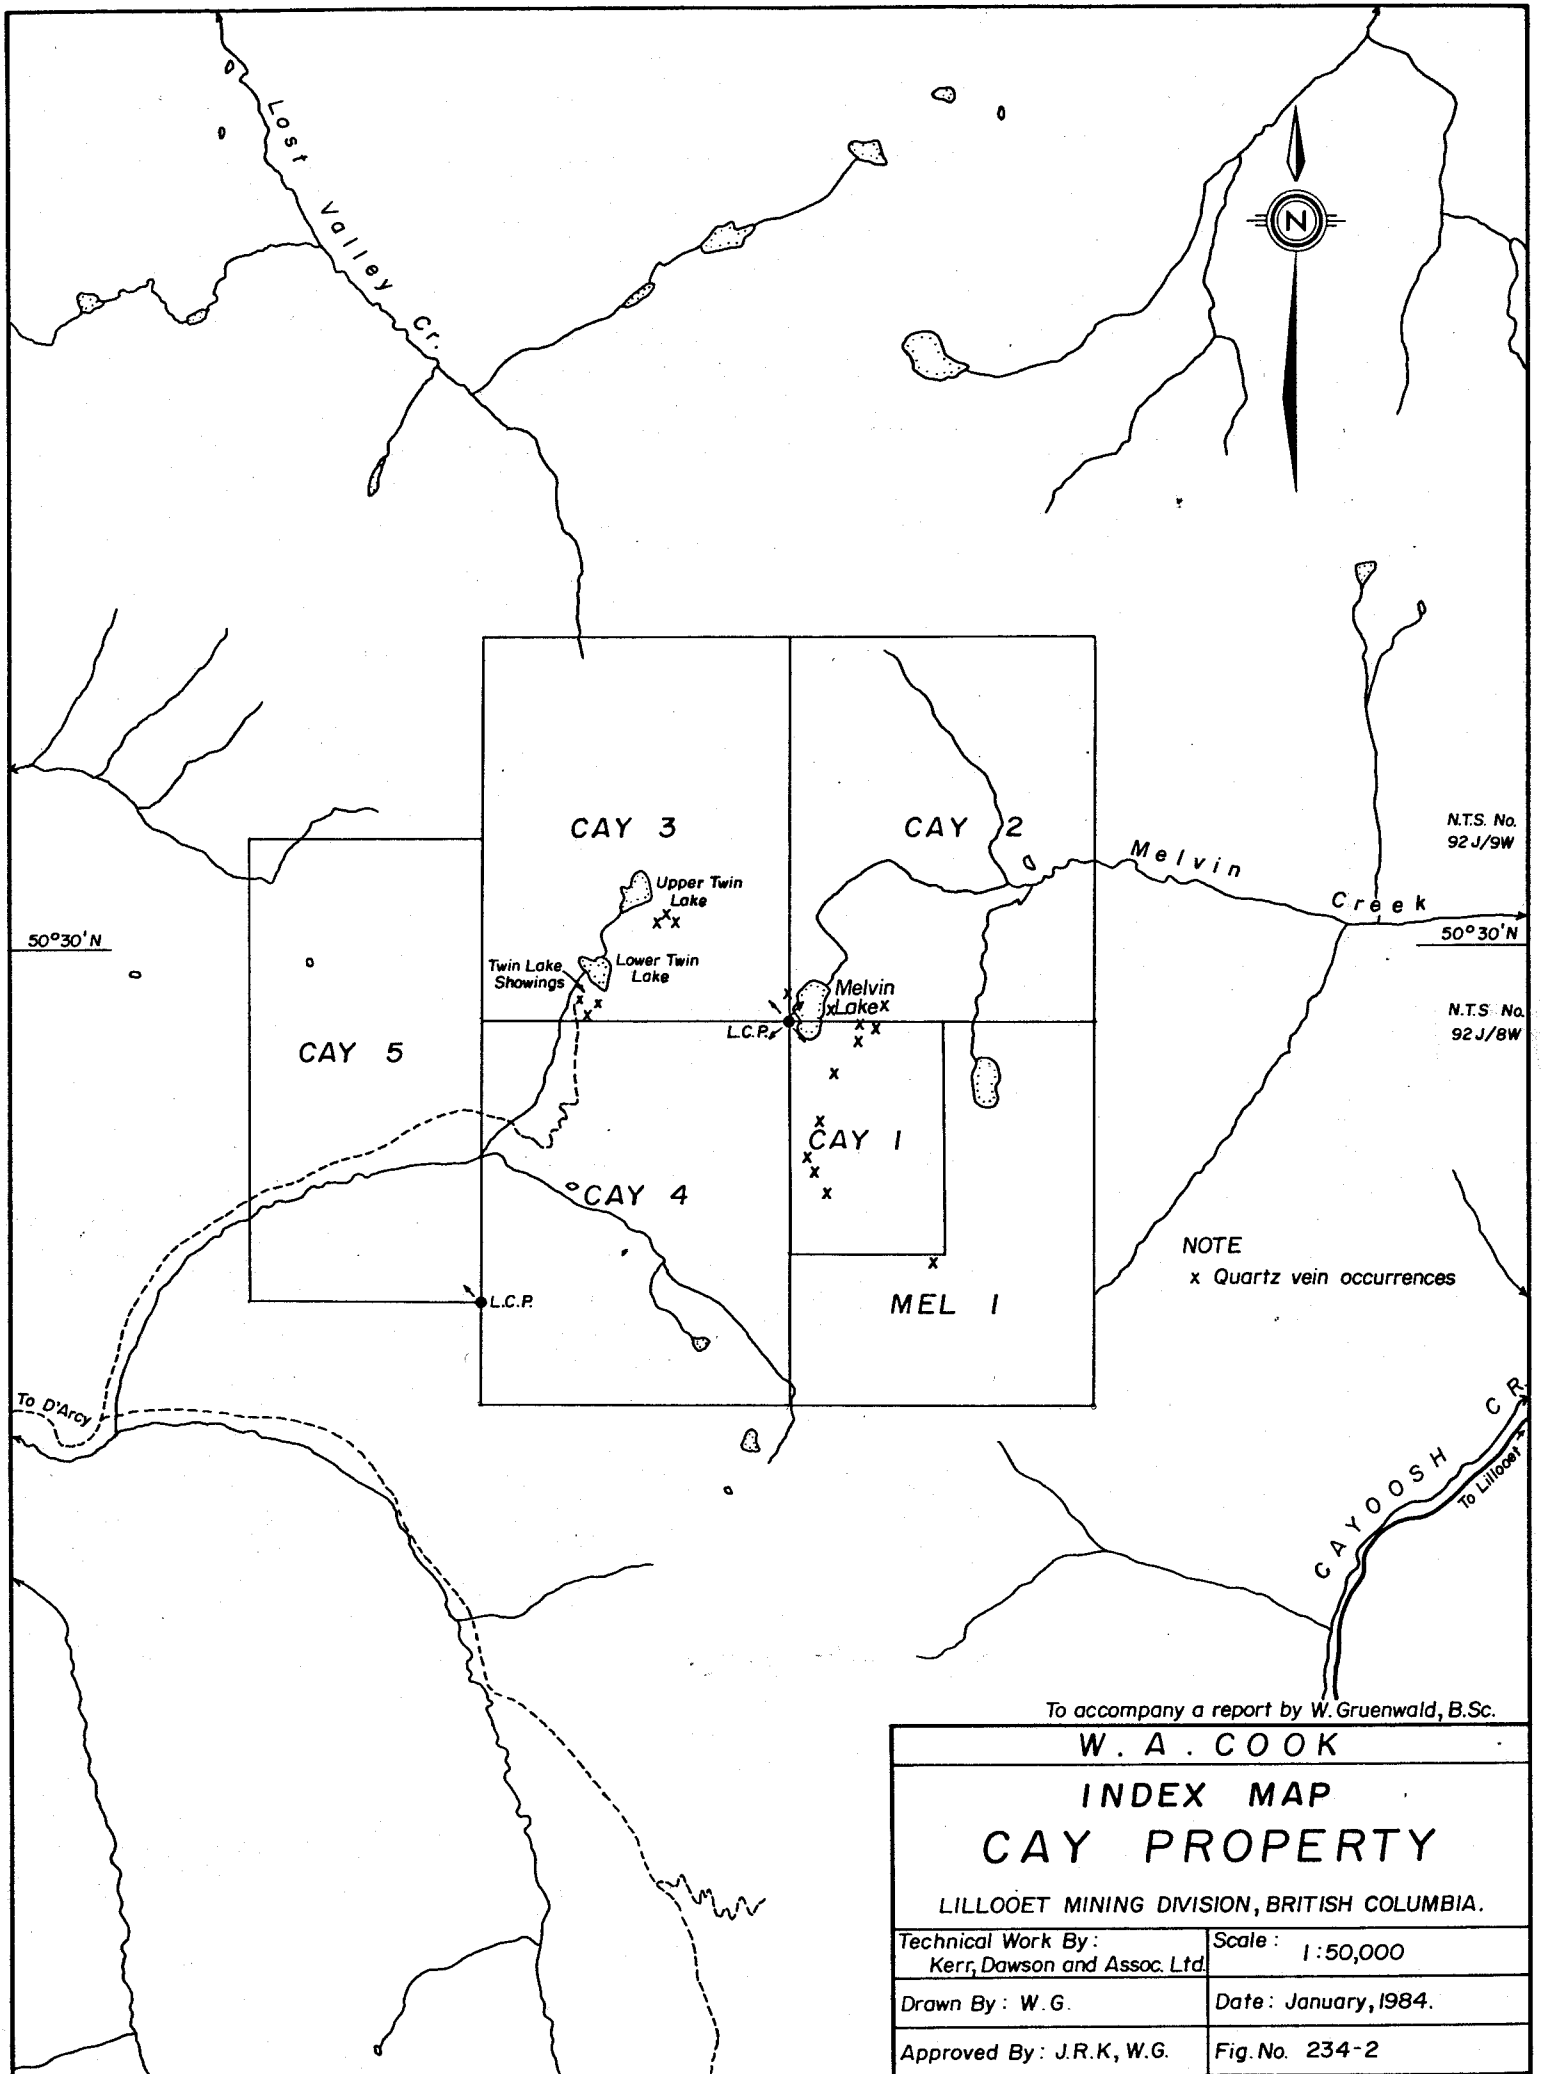 Lost Valley Cr.
N
CAY 3
CAY 2
N.T.S. No.
92J/9W
Melvin
Creek
Upper Twin
Lake
50°30'N
50°30'N
Twin Lake
Showings
Lower Twin
Lake
Melvin
Lake
N.T.S. No.
92J/8W
L.C.P.
CAY 5
CAY 1
CAY 4
NOTE
x Quartz vein occurrences
L.C.P.
MEL 1
To D'Arcy
CAYOOSH CR.
To Lillooet
To accompany a report by W. Gruenwald, B.Sc.
W. A. COOK
INDEX MAP
CAY PROPERTY
LILLOOET MINING DIVISION, BRITISH COLUMBIA.
Technical Work By:
Kerr, Dawson and Assoc. Ltd.
Scale: 1:50,000
Drawn By: W.G.
Date: January, 1984.
Approved By: J.R.K, W.G.
Fig. No. 234-2